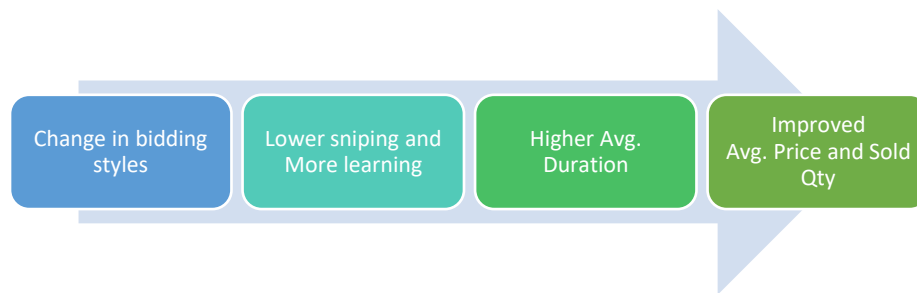 Change in bidding
styles
Lower sniping and
More learning
Higher Avg.
Duration
Improved
Avg. Price and Sold
Qty